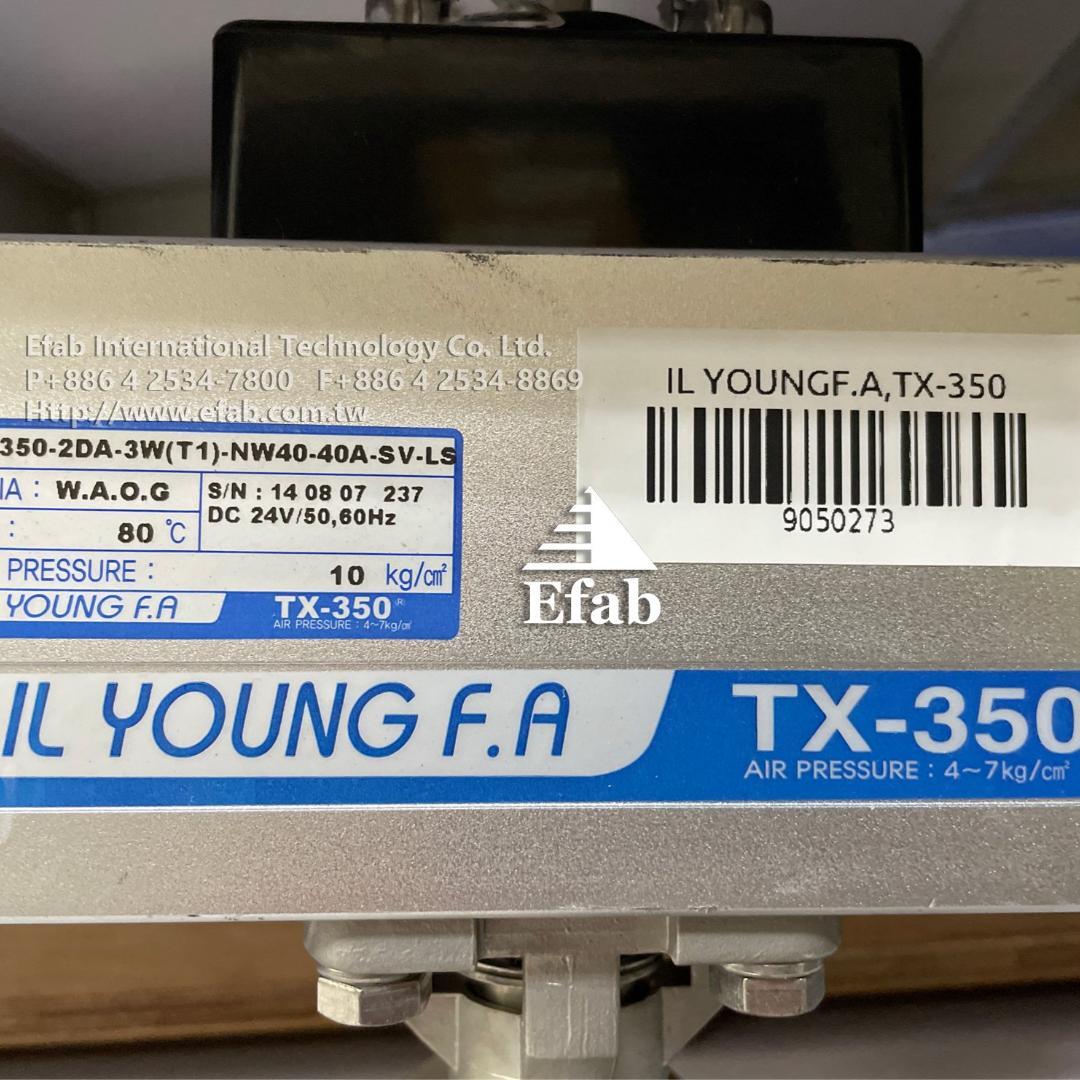 Efab International Technology Co. Ltd.
P+886 4 2534-7800 F+886 4 2534-8869
Http://www.efab.com.tw
IL YOUNGF.A,TX-350
9050273
350-2DA-3W(T1)-NW40-40A-SV-LS
IA : W.A.O.G
S/N : 14 08 07 237
DC 24V/50,60Hz
: 80 ℃
PRESSURE : 10 kg/cm²
YOUNG F.A
TX-350®
AIR PRESSURE : 4~7kg/cm²
Efab
IL YOUNG F.A
TX-350
AIR PRESSURE : 4~7kg/cm²